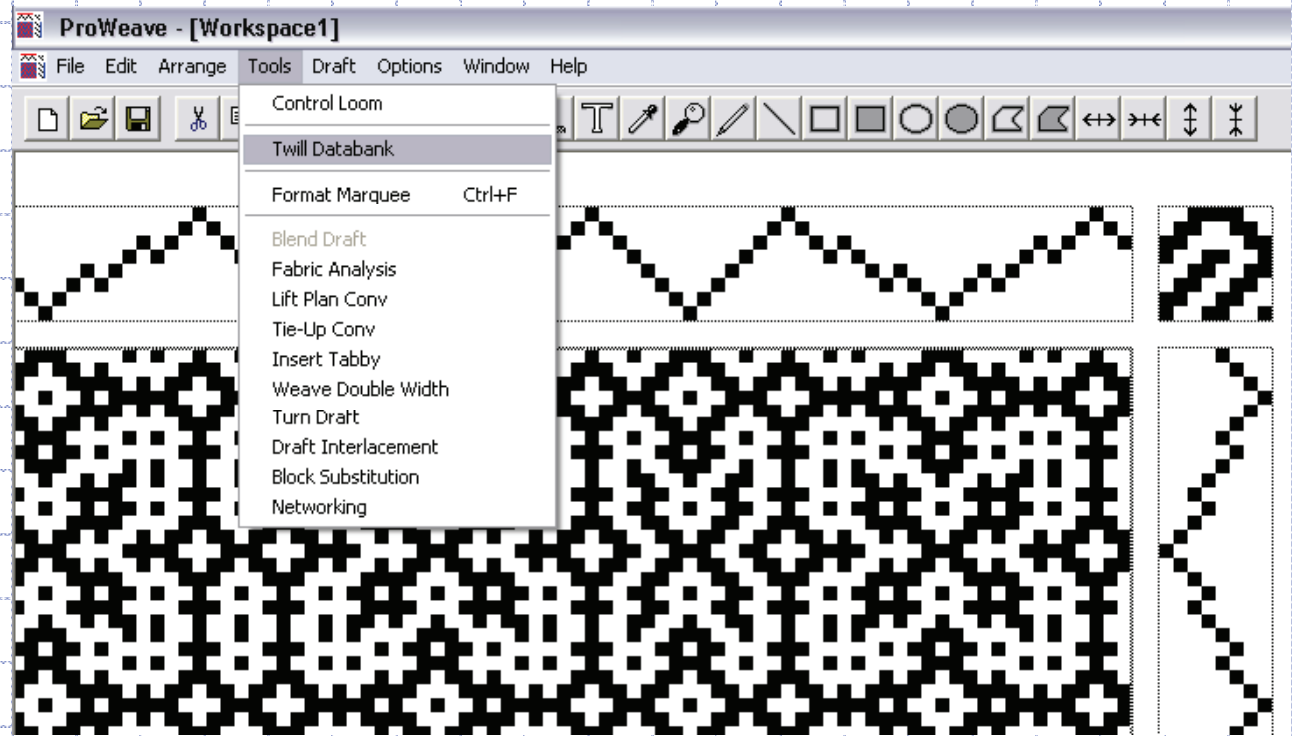 ProWeave - [Workspace1]
File Edit Arrange Tools Draft Options Window Help
Control Loom
T
Twill Databank
Format Marquee Ctrl+F
Blend Draft
Fabric Analysis
Lift Plan Conv
Tie-Up Conv
Insert Tabby
Weave Double Width
Turn Draft
Draft Interlacement
Block Substitution
Networking